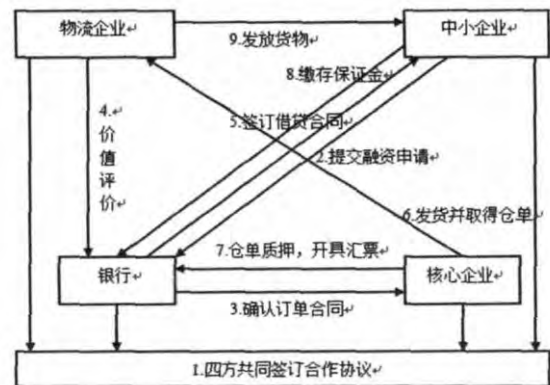 物流企业
中小企业
9.发放货物
8.缴存保证金
4.
价
值
评
价
5.签订借贷合同
2.提交融资申请
6.发货并取得仓单
7.仓单质押，开具汇票
银行
核心企业
3.确认订单合同
1.四方共同签订合作协议